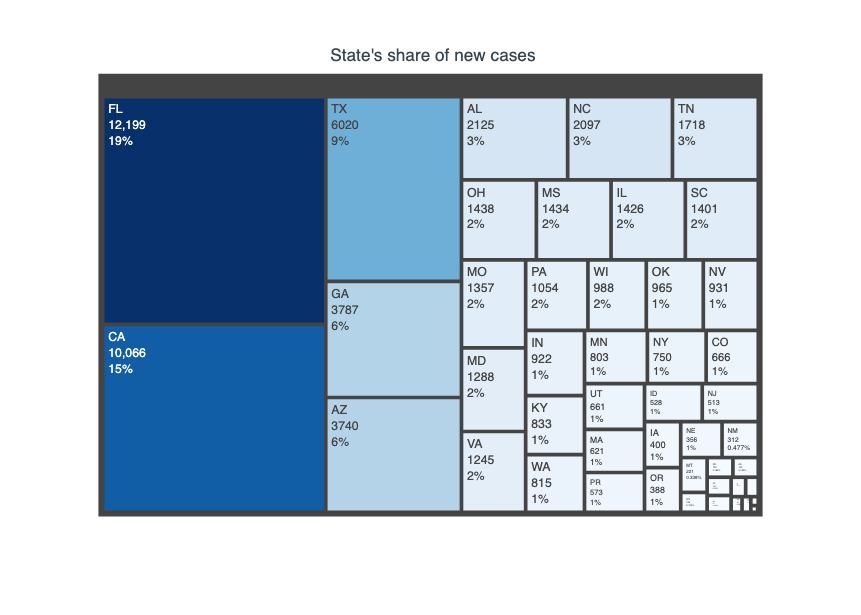 State's share of new cases
FL
12,199
19%
CA
10,066
15%
TX
6020
9%
GA
3787
6%
AZ
3740
6%
AL
2125
3%
NC
2097
3%
TN
1718
3%
OH
1438
2%
MS
1434
2%
IL
1426
2%
SC
1401
2%
MO
1357
2%
MD
1288
2%
VA
1245
2%
PA
1054
2%
WI
988
2%
OK
965
1%
NV
931
1%
IN
922
1%
KY
833
1%
WA
815
1%
MN
803
1%
NY
750
1%
CO
666
1%
UT
661
1%
MA
621
1%
PR
573
1%
ID
528
1%
NJ
513
1%
IA
400
1%
OR
388
1%
NE
356
1%
NM
312
0.477%
MT
221
0.338%